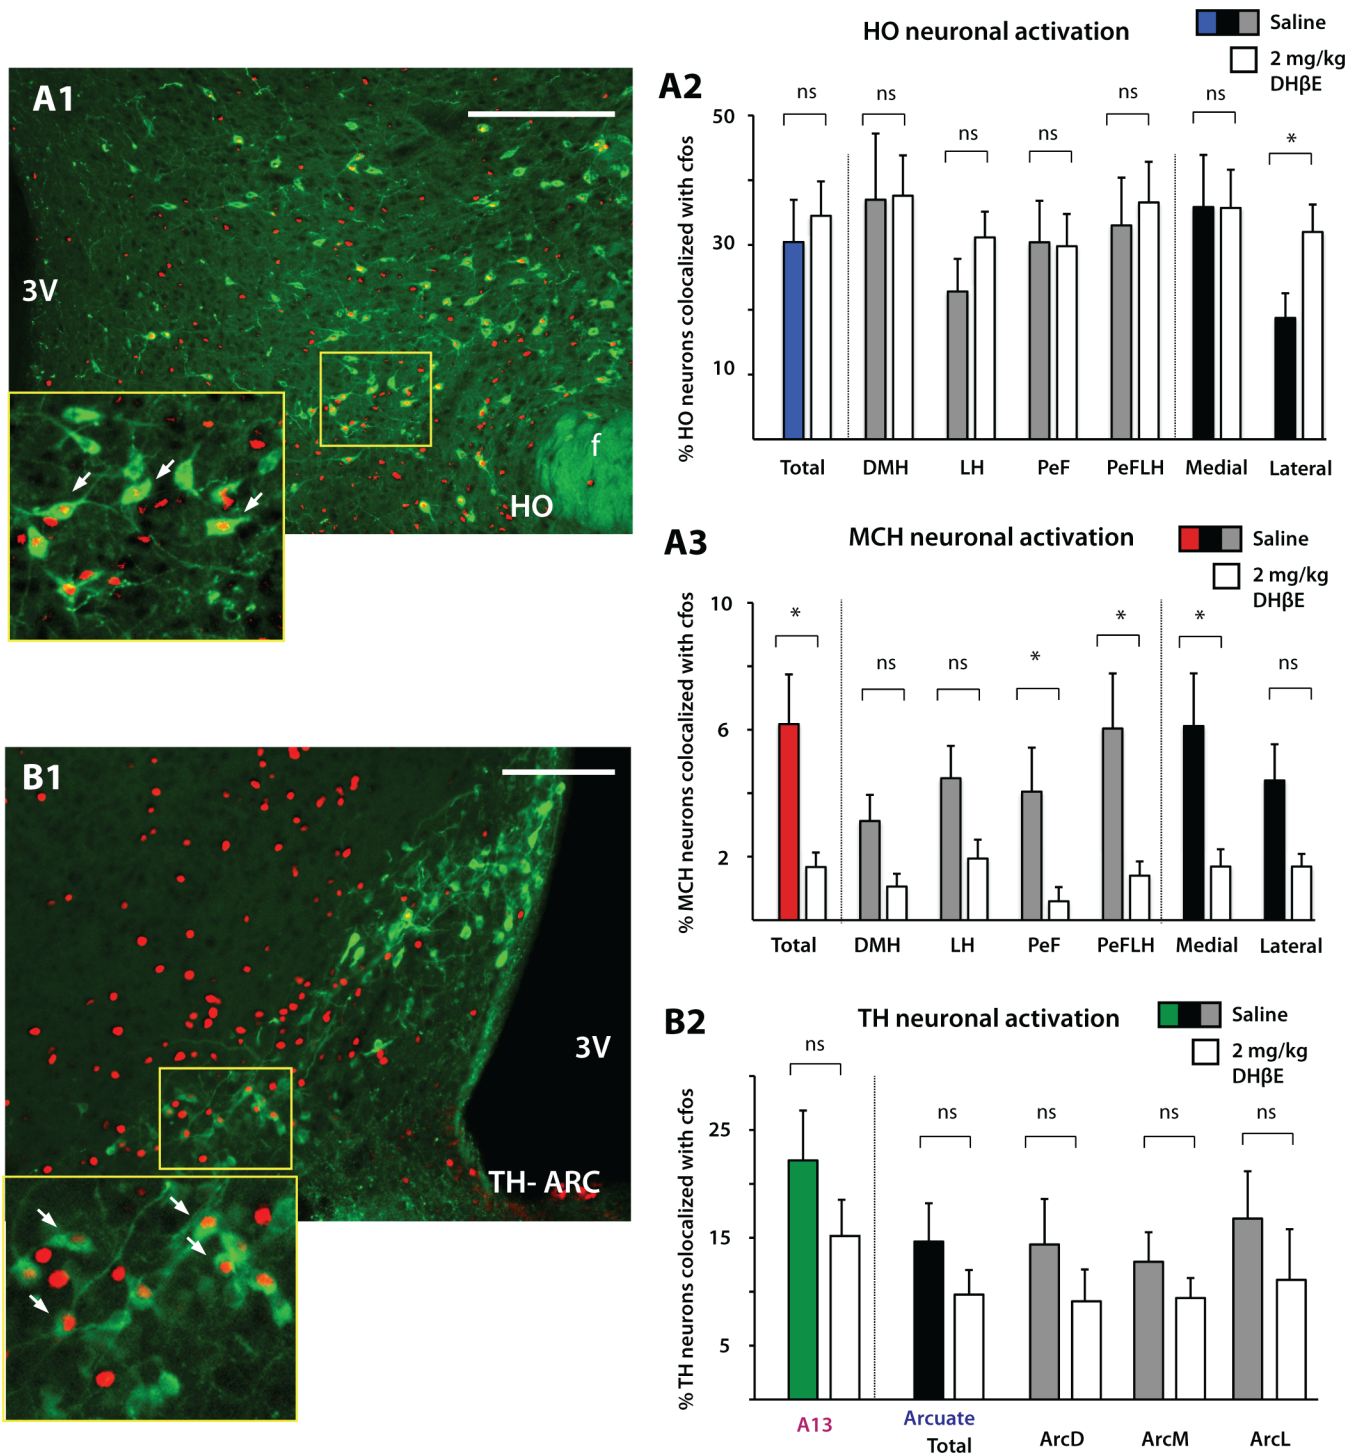 A1
3V
f
HO
B1
3V
TH- ARC
HO neuronal activation
Saline
2 mg/kg
DHβE
A2
ns
ns
ns
ns
ns
ns
*
% HO neurons colocalized with cfos
50
30
10
Total
DMH
LH
PeF
PeFLH
Medial
Lateral
A3
MCH neuronal activation
Saline
2 mg/kg
DHβE
*
ns
ns
*
*
*
ns
% MCH neurons colocalized with cfos
10
6
2
Total
DMH
LH
PeF
PeFLH
Medial
Lateral
B2
TH neuronal activation
Saline
2 mg/kg
DHβE
ns
ns
ns
ns
ns
% TH neurons colocalized with cfos
25
15
5
A13
Arcuate
Total
ArcD
ArcM
ArcL